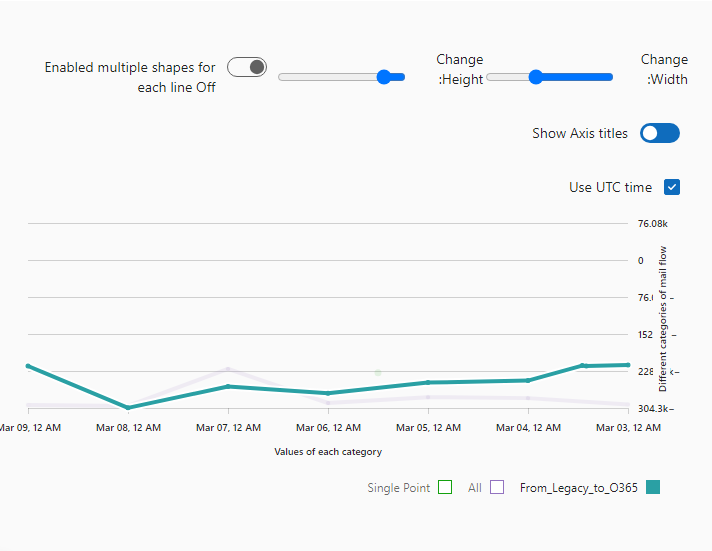 Enabled multiple shapes for
each line Off
Change
:Height
Change
:Width
Show Axis titles
Use UTC time
76.08k
0
76.0 –
152 –
228 k–
304.3k–
Different categories of mail flow
Mar 09, 12 AM
Mar 08, 12 AM
Mar 07, 12 AM
Mar 06, 12 AM
Mar 05, 12 AM
Mar 04, 12 AM
Mar 03, 12 AM
Values of each category
Single Point
All
From_Legacy_to_O365